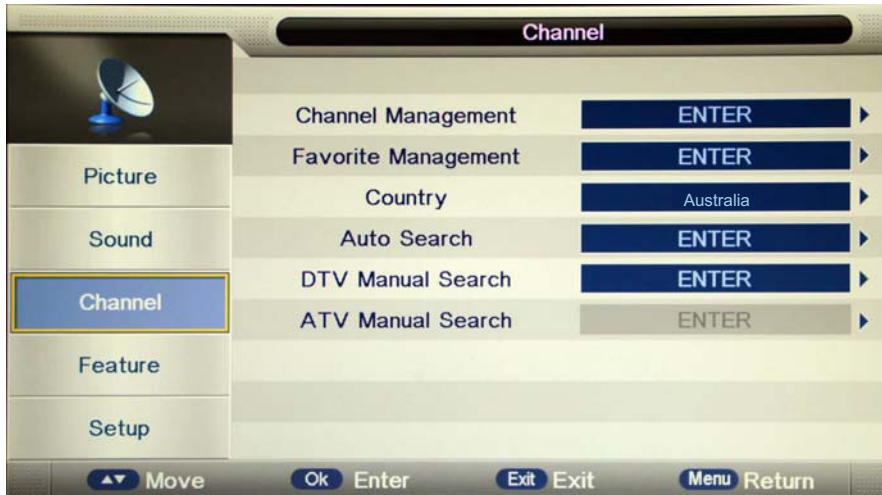 Channel
Channel Management ENTER
Favorite Management ENTER
Country Australia
Auto Search ENTER
DTV Manual Search ENTER
ATV Manual Search ENTER
Picture
Sound
Channel
Feature
Setup
Move Ok Enter Exit Exit Menu Return